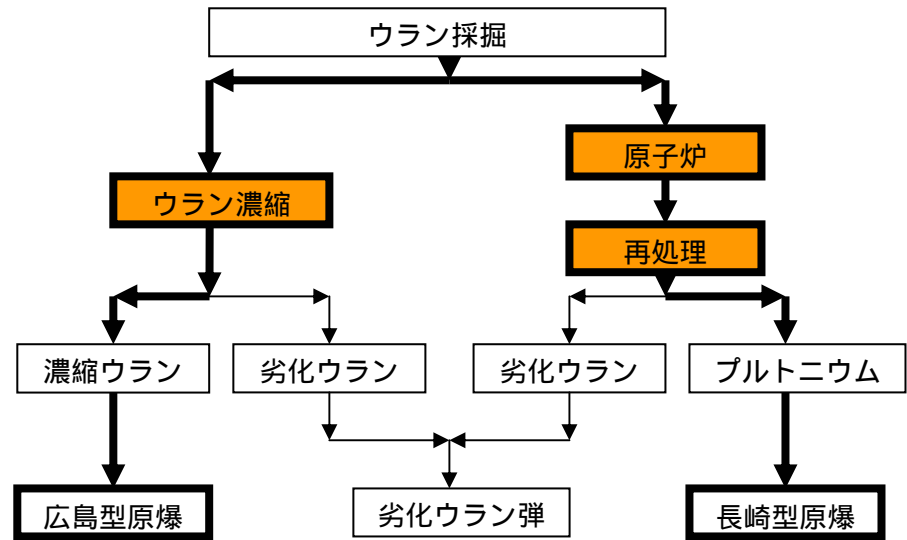 ウラン採掘
原子炉
ウラン濃縮
再処理
濃縮ウラン
劣化ウラン
劣化ウラン
プルトニウム
広島型原爆
劣化ウラン弾
長崎型原爆